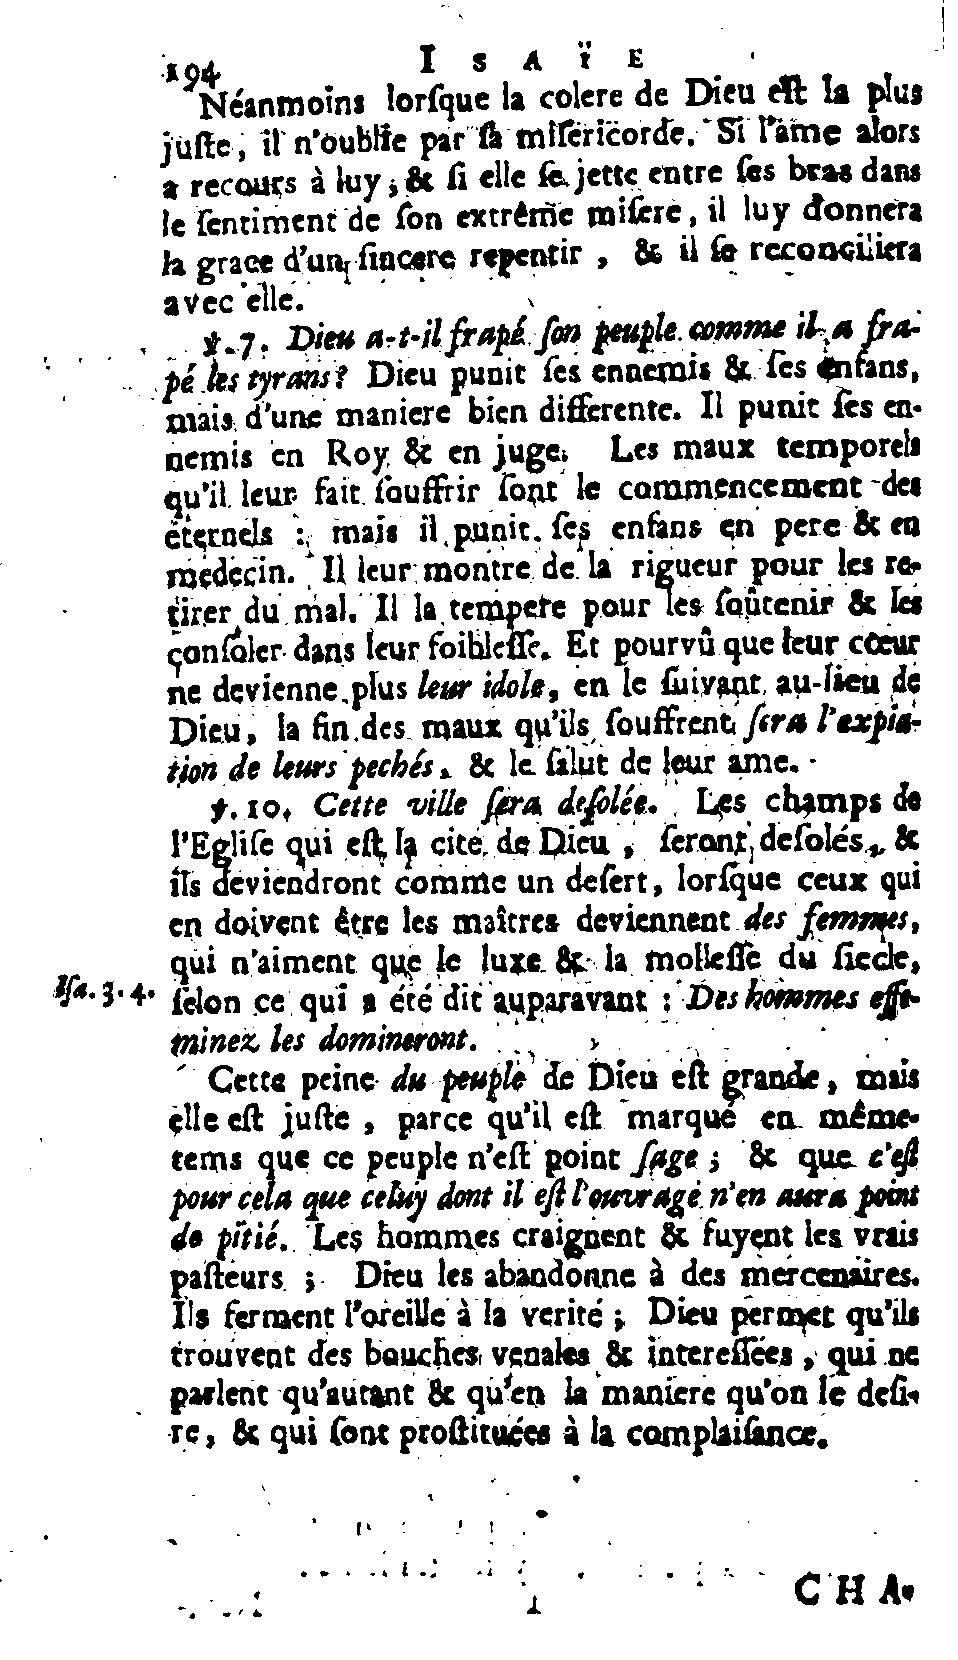 194 ISAÏE
Néanmoins lorſque la colere de Dieu eſt la plus
juſte, il n'oublie par ſa miſericorde. Si l'ame alors
a recours à luy, & ſi elle ſe jette entre ſes bras dans
le ſentiment de ſon extrême miſere, il luy donnera
la grace d'un ſincere repentir, & il ſe reconciliera
avec elle.
℣. 7. Dieu a-t-il frapé ſon peuple comme il a fra-
pé les tyrans? Dieu punit ſes ennemis & ſes enfans,
mais d'une maniere bien differente. Il punit ſes en-
nemis en Roy & en juge. Les maux temporels
qu'il leur fait ſouffrir ſont le commencement des
éternels : mais il punit ſes enfans en pere & en
médecin. Il leur montre de la rigueur pour les re-
tirer du mal. Il la tempere pour les ſoûtenir & les
conſoler dans leur foibleſſe. Et pourvû que leur cœur
ne devienne plus leur idole, en le ſuivant au-lieu de
Dieu, la fin des maux qu'ils ſouffrent ſera l'expia-
tion de leurs pechés, & le ſalut de leur ame.
℣. 10. Cette ville ſera deſolée. Les champs de
l'Egliſe qui eſt la cité de Dieu, ſeront deſolés, &
ils deviendront comme un deſert, lorſque ceux qui
en doivent être les maîtres deviennent des femmes,
qui n'aiment que le luxe & la molleſſe du ſiecle,
Iſa. 3. 4. ſelon ce qui a été dit auparavant : Des hommes effe-
minez les domineront.
Cette peine du peuple de Dieu eſt grande, mais
elle eſt juſte, parce qu'il eſt marqué en même-
tems que ce peuple n'eſt point ſage ; & que c'eſt
pour cela que celuy dont il eſt l'ouvrage n'en aura point
de pitié. Les hommes craignent & fuyent les vrais
paſteurs ; Dieu les abandonne à des mercenaires.
Ils ferment l'oreille à la verité ; Dieu permet qu'ils
trouvent des bouches venales & intereſſées, qui ne
parlent qu'autant & qu'en la maniere qu'on le deſi-
re, & qui ſont proſtituées à la complaiſance.
CHA-